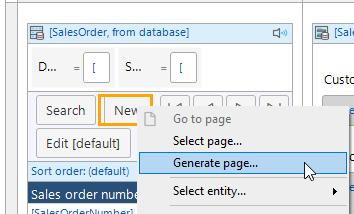 [SalesOrder, from database]
D... = [ S... = [
Custo
Search New
Edit [default]
Go to page
Select page...
Generate page...
Select entity...
Sort order: (default)
Sales order number
[SalesOrderNumber]